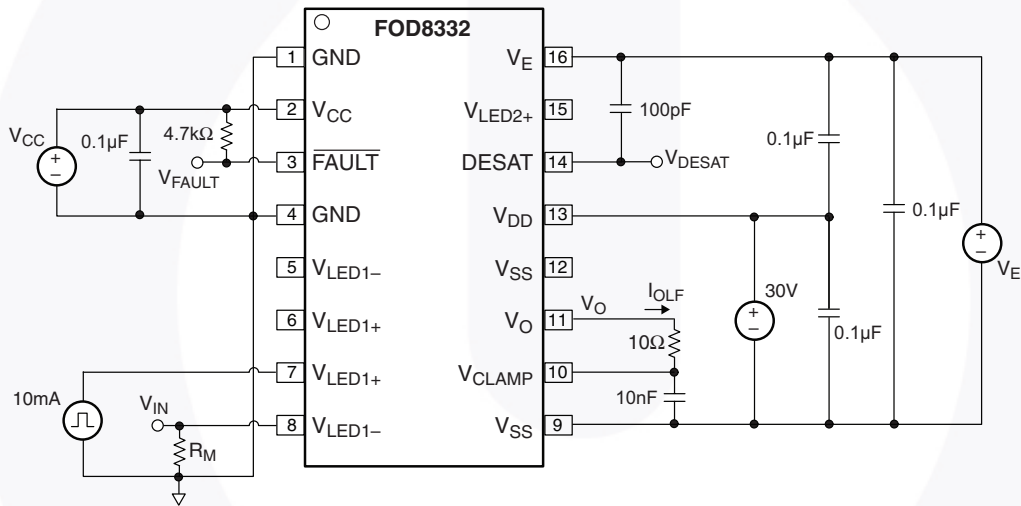 FOD8332
1 GND
2 VCC
3 FAULT
4 GND
5 VLED1–
6 VLED1+
7 VLED1+
8 VLED1–
VE 16
VLED2+ 15
DESAT 14
VDD 13
VSS 12
VO 11
VCLAMP 10
VSS 9
VCC
+
–
0.1µF
4.7kΩ
VFAULT
10mA
VIN
RM
100pF
VDESAT
0.1µF
0.1µF
+
–
VE
30V
+
–
0.1µF
VO
IOLF
10Ω
10nF